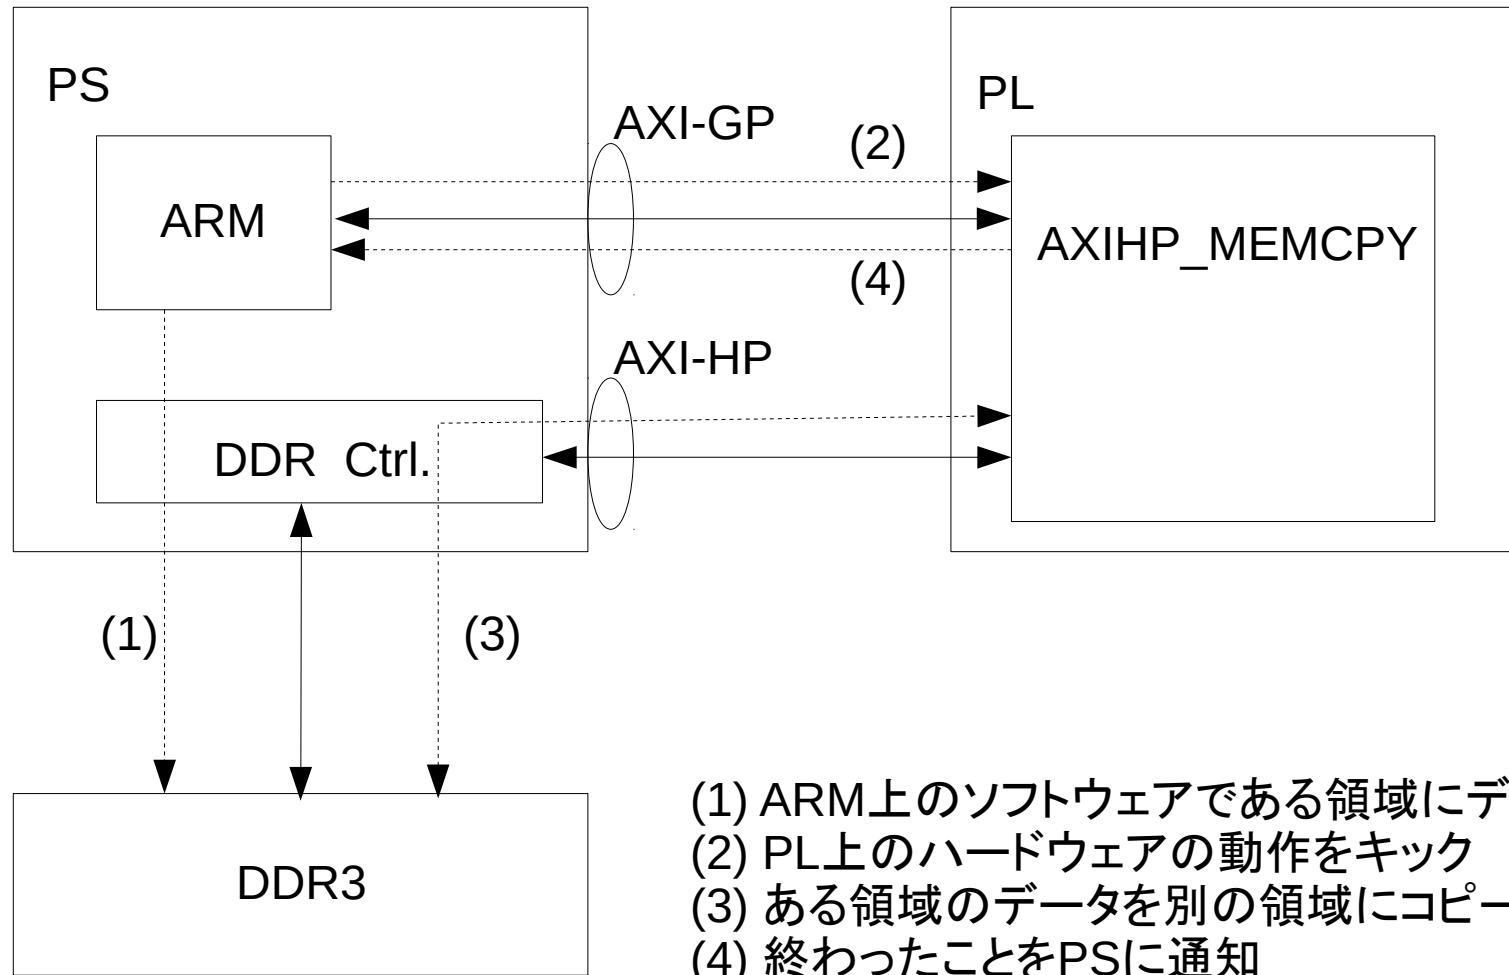 PS
PL
AXI-GP
(2)
ARM
AXIHP_MEMCPY
(4)
AXI-HP
DDR Ctrl.
(1)
(3)
DDR3
(1) ARM上のソフトウェアである領域にデ
(2) PL上のハードウェアの動作をキック
(3) ある領域のデータを別の領域にコピー
(4) 終わったことをPSに通知